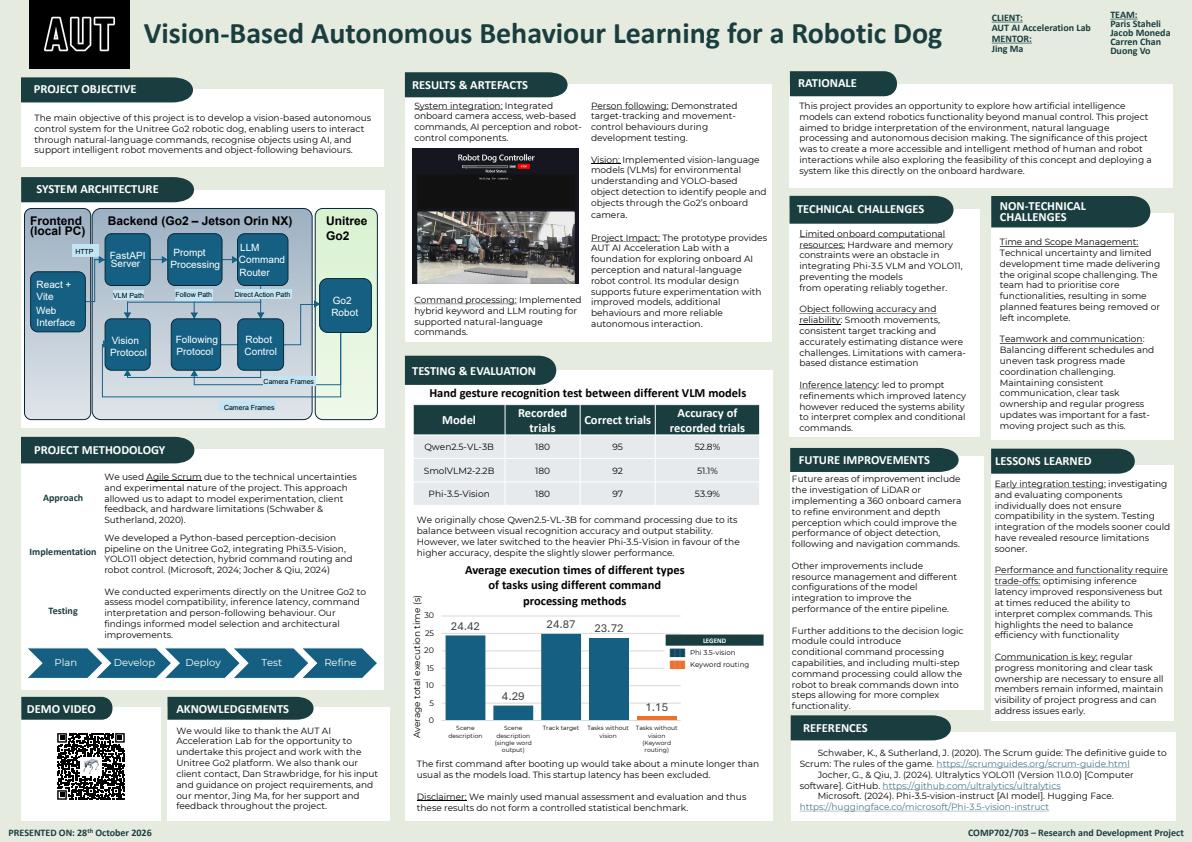 AUT
Vision-Based Autonomous Behaviour Learning for a Robotic Dog
CLIENT:
AUT AI Acceleration Lab
MENTOR:
Jing Ma
TEAM:
Paris Staheli
Jacob Moneda
Carren Chan
Duong Vo
PROJECT OBJECTIVE
The main objective of this project is to develop a vision-based autonomous
control system for the Unitree Go2 robotic dog, enabling users to interact
through natural-language commands, recognise objects using AI, and
support intelligent robot movements and object-following behaviours.
SYSTEM ARCHITECTURE
Frontend
(local PC)
Backend (Go2 – Jetson Orin NX)
Unitree
Go2
HTTP
FastAPI
Server
Prompt
Processing
LLM
Command
Router
React +
Vite
Web
Interface
VLM Path
Follow Path
Direct Action Path
Go2
Robot
Vision
Protocol
Following
Protocol
Robot
Control
Camera Frames
Camera Frames
PROJECT METHODOLOGY
Approach
We used Agile Scrum due to the technical uncertainties
and experimental nature of the project. This approach
allowed us to adapt to model experimentation, client
feedback, and hardware limitations (Schwaber &
Sutherland, 2020).
Implementation
We developed a Python-based perception-decision
pipeline on the Unitree Go2, integrating Phi3.5-Vision,
YOLO11 object detection, hybrid command routing and
robot control. (Microsoft, 2024; Jocher & Qiu, 2024)
Testing
We conducted experiments directly on the Unitree Go2 to
assess model compatibility, inference latency, command
interpretation and person-following behaviour. Our
findings informed model selection and architectural
improvements.
Plan
Develop
Deploy
Test
Refine
DEMO VIDEO
AKNOWLEDGEMENTS
We would like to thank the AUT AI
Acceleration Lab for the opportunity to
undertake this project and work with the
Unitree Go2 platform. We also thank our
client contact, Dan Strawbridge, for his input
and guidance on project requirements, and
our mentor, Jing Ma, for her support and
feedback throughout the project.
RESULTS & ARTEFACTS
System integration: Integrated
onboard camera access, web-based
commands, AI perception and robot-
control components.
Robot Dog Controller
Robot Status
Command processing: Implemented
hybrid keyword and LLM routing for
supported natural-language
commands.
Person following: Demonstrated
target-tracking and movement-
control behaviours during
development testing.
Vision: Implemented vision-language
models (VLMs) for environmental
understanding and YOLO-based
object detection to identify people and
objects through the Go2's onboard
camera.
Project Impact: The prototype provides
AUT AI Acceleration Lab with a
foundation for exploring onboard AI
perception and natural-language
robot control. Its modular design
supports future experimentation with
improved models, additional
behaviours and more reliable
autonomous interaction.
TESTING & EVALUATION
Hand gesture recognition test between different VLM models
Model
Recorded
trials
Correct trials
Accuracy of
recorded trials
Qwen2.5-VL-3B 180 95 52.8%
SmolVLM2-2.2B 180 92 51.1%
Phi-3.5-Vision 180 97 53.9%
We originally chose Qwen2.5-VL-3B for command processing due to its
balance between visual recognition accuracy and output stability.
However, we later switched to the heavier Phi-3.5-Vision in favour of the
higher accuracy, despite the slightly slower performance.
Average execution times of different types
of tasks using different command
processing methods
Average total execution time (s)
30
25
20
15
10
5
0
24.42
4.29
24.87
23.72
1.15
Scene
description
Scene
description
(single word
output)
Track target
Tasks without
vision
Tasks without
vision
(Keyword
routing)
LEGEND
Phi 3.5-vision
Keyword routing
The first command after booting up would take about a minute longer than
usual as the models load. This startup latency has been excluded.
Disclaimer: We mainly used manual assessment and evaluation and thus
these results do not form a controlled statistical benchmark.
RATIONALE
This project provides an opportunity to explore how artificial intelligence
models can extend robotics functionality beyond manual control. This project
aimed to bridge interpretation of the environment, natural language
processing and autonomous decision making. The significance of this project
was to create a more accessible and intelligent method of human and robot
interactions while also exploring the feasibility of this concept and deploying a
system like this directly on the onboard hardware.
TECHNICAL CHALLENGES
Limited onboard computational
resources: Hardware and memory
constraints were an obstacle in
integrating Phi-3.5 VLM and YOLO11,
preventing the models
from operating reliably together.
Object following accuracy and
reliability: Smooth movements,
consistent target tracking and
accurately estimating distance were
challenges. Limitations with camera-
based distance estimation
Inference latency: led to prompt
refinements which improved latency
however reduced the systems ability
to interpret complex and conditional
commands.
NON-TECHNICAL
CHALLENGES
Time and Scope Management:
Technical uncertainty and limited
development time made delivering
the original scope challenging. The
team had to prioritise core
functionalities, resulting in some
planned features being removed or
left incomplete.
Teamwork and communication:
Balancing different schedules and
uneven task progress made
coordination challenging.
Maintaining consistent
communication, clear task
ownership and regular progress
updates was important for a fast-
moving project such as this.
FUTURE IMPROVEMENTS
Future areas of improvement include
the investigation of LiDAR or
implementing a 360 onboard camera
to refine environment and depth
perception which could improve the
performance of object detection,
following and navigation commands.
Other improvements include
resource management and different
configurations of the model
integration to improve the
performance of the entire pipeline.
Further additions to the decision logic
module could introduce
conditional command processing
capabilities, and including multi-step
command processing could allow the
robot to break commands down into
steps allowing for more complex
functionality.
LESSONS LEARNED
Early integration testing: investigating
and evaluating components
individually does not ensure
compatibility in the system. Testing
integration of the models sooner could
have revealed resource limitations
sooner.
Performance and functionality require
trade-offs: optimising inference
latency improved responsiveness but
at times reduced the ability to
interpret complex commands. This
highlights the need to balance
efficiency with functionality
Communication is key: regular
progress monitoring and clear task
ownership are necessary to ensure all
members remain informed, maintain
visibility of project progress and can
address issues early.
REFERENCES
Schwaber, K., & Sutherland, J. (2020). The Scrum guide: The definitive guide to
Scrum: The rules of the game. https://scrumguides.org/scrum-guide.html
Jocher, G., & Qiu, J. (2024). Ultralytics YOLO11 (Version 11.0.0) [Computer
software]. GitHub. https://github.com/ultralytics/ultralytics
Microsoft. (2024). Phi-3.5-vision-instruct [AI model]. Hugging Face.
https://huggingface.co/microsoft/Phi-3.5-vision-instruct
PRESENTED ON: 28th October 2026
COMP702/703 – Research and Development Project